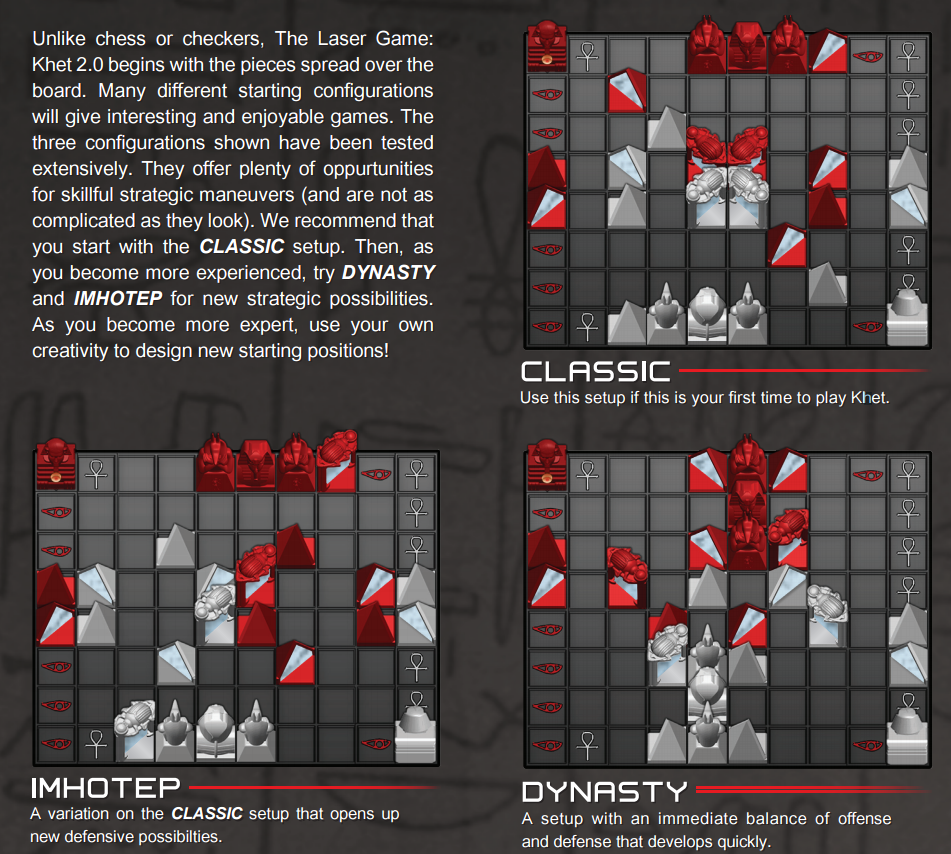 Unlike chess or checkers, The Laser Game:
Khet 2.0 begins with the pieces spread over the
board. Many different starting configurations
will give interesting and enjoyable games. The
three configurations shown have been tested
extensively. They offer plenty of oppurtunities
for skillful strategic maneuvers (and are not as
complicated as they look). We recommend that
you start with the CLASSIC setup. Then, as
you become more experienced, try DYNASTY
and IMHOTEP for new strategic possibilities.
As you become more expert, use your own
creativity to design new starting positions!
CLASSIC
Use this setup if this is your first time to play Khet.
IMHOTEP
A variation on the CLASSIC setup that opens up
new defensive possibilties.
DYNASTY
A setup with an immediate balance of offense
and defense that develops quickly.